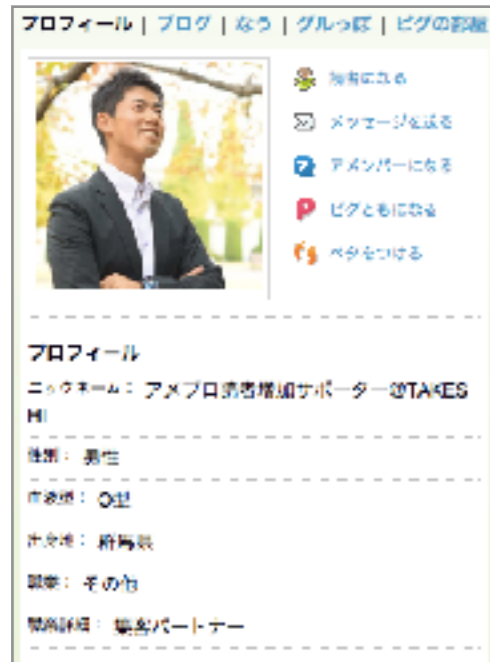 プロフィール | ブログ | なう | グルっぽ | ピグの部屋
読者になる
メッセージを送る
アメンバーになる
ピグともになる
ペタをつける
プロフィール
ニックネーム： アメブロ読者増加サポーター@TAKES
HI
性別： 男性
血液型： O型
出身地： 群馬県
職業： その他
職業詳細： 集客パートナー